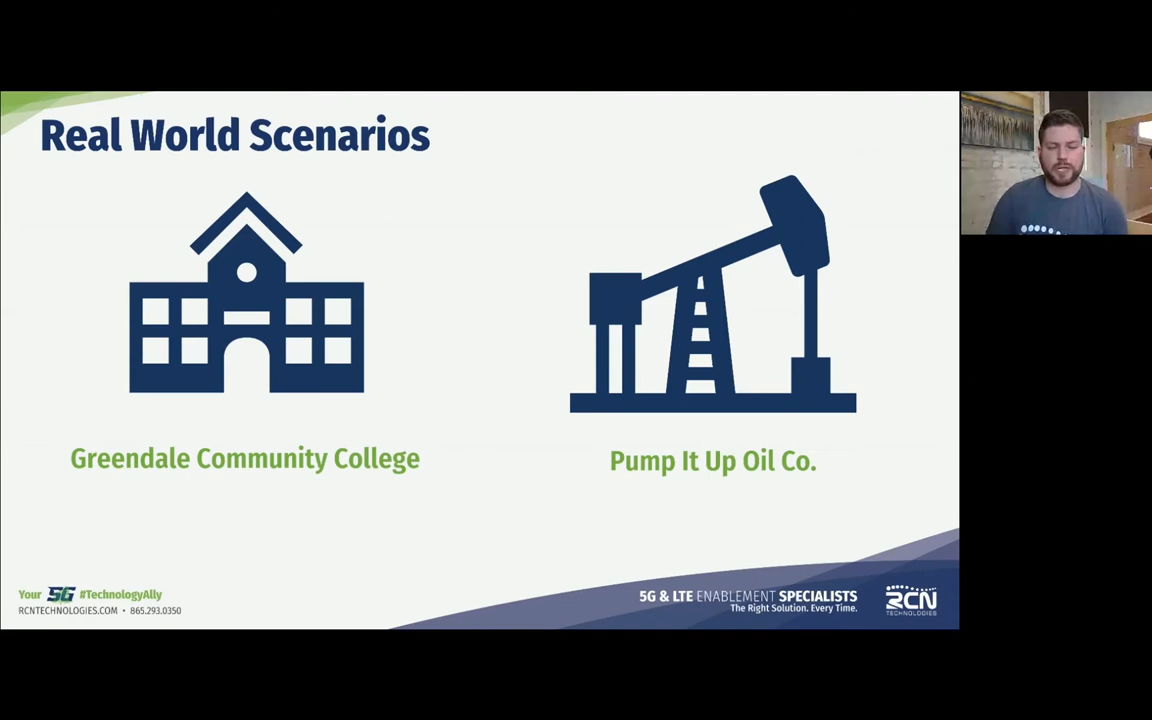 Real World Scenarios
Greendale Community College
Pump It Up Oil Co.
Your 5G #TechnologyAlly
RCNTECHNOLOGIES.COM • 865.293.0350
5G & LTE ENABLEMENT SPECIALISTS
The Right Solution. Every Time.
RCN
TECHNOLOGIES